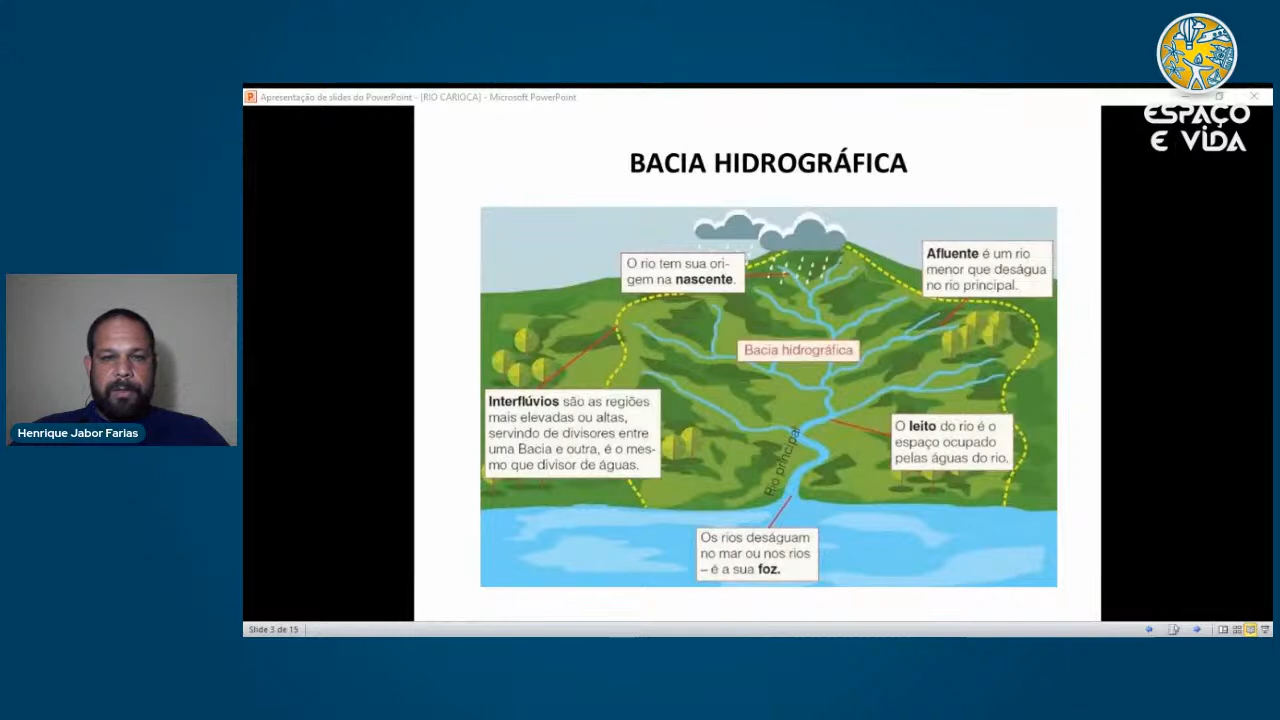 ESPAÇO
E VIDA
Apresentação de slides do PowerPoint - [RIO CARIOCA] - Microsoft PowerPoint
BACIA HIDROGRÁFICA
O rio tem sua ori-
gem na nascente.
Afluente é um rio
menor que deságua
no rio principal.
Bacia hidrográfica
Interflúvios são as regiões
mais elevadas ou altas,
servindo de divisores entre
uma Bacia e outra, é o mes-
mo que divisor de águas.
O leito do rio é o
espaço ocupado
pelas águas do rio.
Rio principal
Os rios deságuam
no mar ou nos rios
– é a sua foz.
Henrique Jabor Farias
Slide 3 de 15